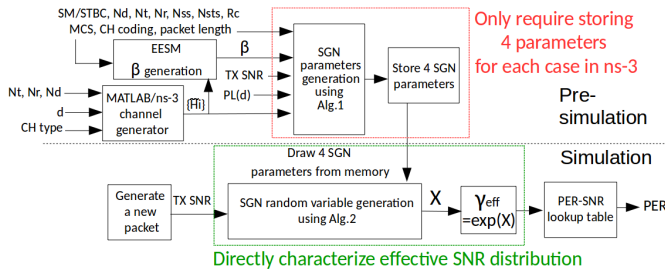 SM/STBC, Nd, Nt, Nr, Nss, Nsts, Rc
MCS, CH coding, packet length
Only require storing
4 parameters
for each case in ns-3
EESM
β generation
β
SGN
parameters
generation
using
Alg.1
Store 4 SGN
parameters
TX SNR
PL(d)
Nt, Nr, Nd
d
CH type
MATLAB/ns-3
channel
generator
{Hi}
Pre-
simulation
Simulation
Draw 4 SGN
parameters from memory
Generate
a new
packet
TX SNR
SGN random variable generation
using Alg.2
X
γeff
=exp(X)
PER-SNR
lookup table
PER
Directly characterize effective SNR distribution